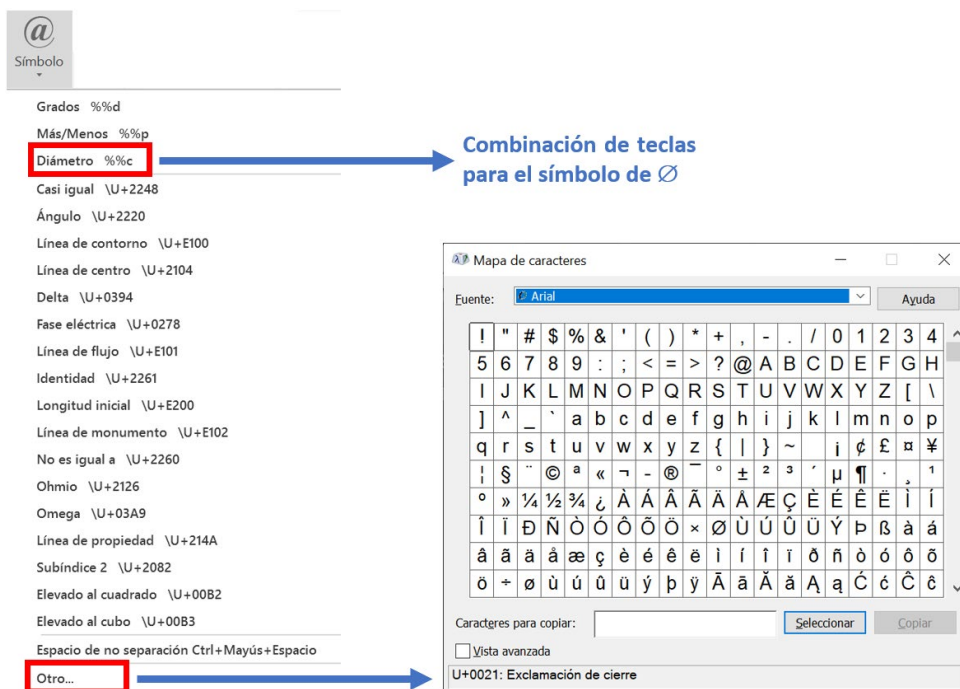 @
Símbolo
Grados %%d
Más/Menos %%p
Diámetro %%c
Casi igual \U+2248
Ángulo \U+2220
Línea de contorno \U+E100
Línea de centro \U+2104
Delta \U+0394
Fase eléctrica \U+0278
Línea de flujo \U+E101
Identidad \U+2261
Longitud inicial \U+E200
Línea de monumento \U+E102
No es igual a \U+2260
Ohmio \U+2126
Omega \U+03A9
Línea de propiedad \U+214A
Subíndice 2 \U+2082
Elevado al cuadrado \U+00B2
Elevado al cubo \U+00B3
Espacio de no separación Ctrl+Mayús+Espacio
Otro...
Combinación de teclas
para el símbolo de ∅
Mapa de caracteres
Fuente: Arial Ayuda
! " # $ % & ' ( ) * + , - . / 0 1 2 3 4
5 6 7 8 9 : ; < = > ? @ A B C D E F G H
I J K L M N O P Q R S T U V W X Y Z [ \
] ^ _ ` a b c d e f g h i j k l m n o p
q r s t u v w x y z { | } ~ ¡ ¢ £ ¤ ¥
¦ § ¨ © ª « ¬ - ® ¯ ° ± ² ³ ´ µ ¶ · ¸ ¹
º » ¼ ½ ¾ ¿ À Á Â Ã Ä Å Æ Ç È É Ê Ë Ì Í
Î Ï Ð Ñ Ò Ó Ô Õ Ö × Ø Ù Ú Û Ü Ý Þ ß à á
â ã ä å æ ç è é ê ë ì í î ï ð ñ ò ó ô õ
ö ÷ ø ù ú û ü ý þ ÿ Ā ā Ă ă Ą ą Ć ć Ĉ ĉ
Caracteres para copiar: Seleccionar Copiar
Vista avanzada
U+0021: Exclamación de cierre